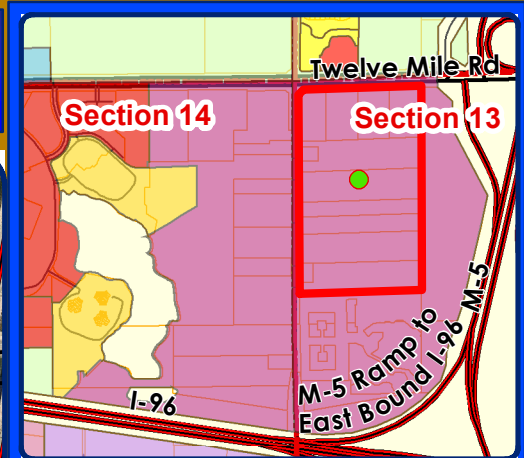 Twelve Mile Rd
Section 14
Section 13
M-5
M-5 Ramp to
East Bound I-96
I-96